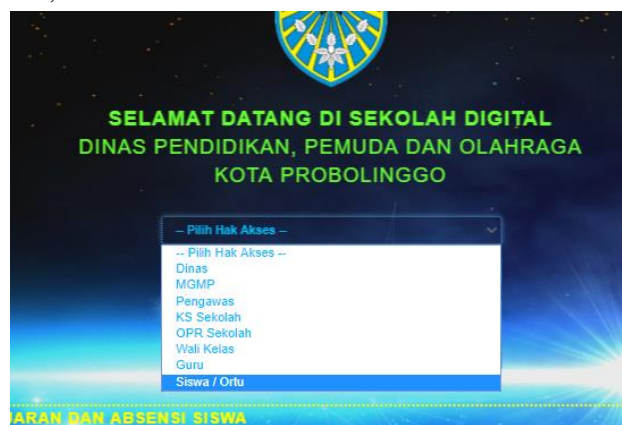 SELAMAT DATANG DI SEKOLAH DIGITAL
DINAS PENDIDIKAN, PEMUDA DAN OLAHRAGA
KOTA PROBOLINGGO
-- Pilih Hak Akses --
-- Pilih Hak Akses --
Dinas
MGMP
Pengawas
KS Sekolah
OPR Sekolah
Wali Kelas
Guru
Siswa / Ortu
JARAN DAN ABSENSI SISWA